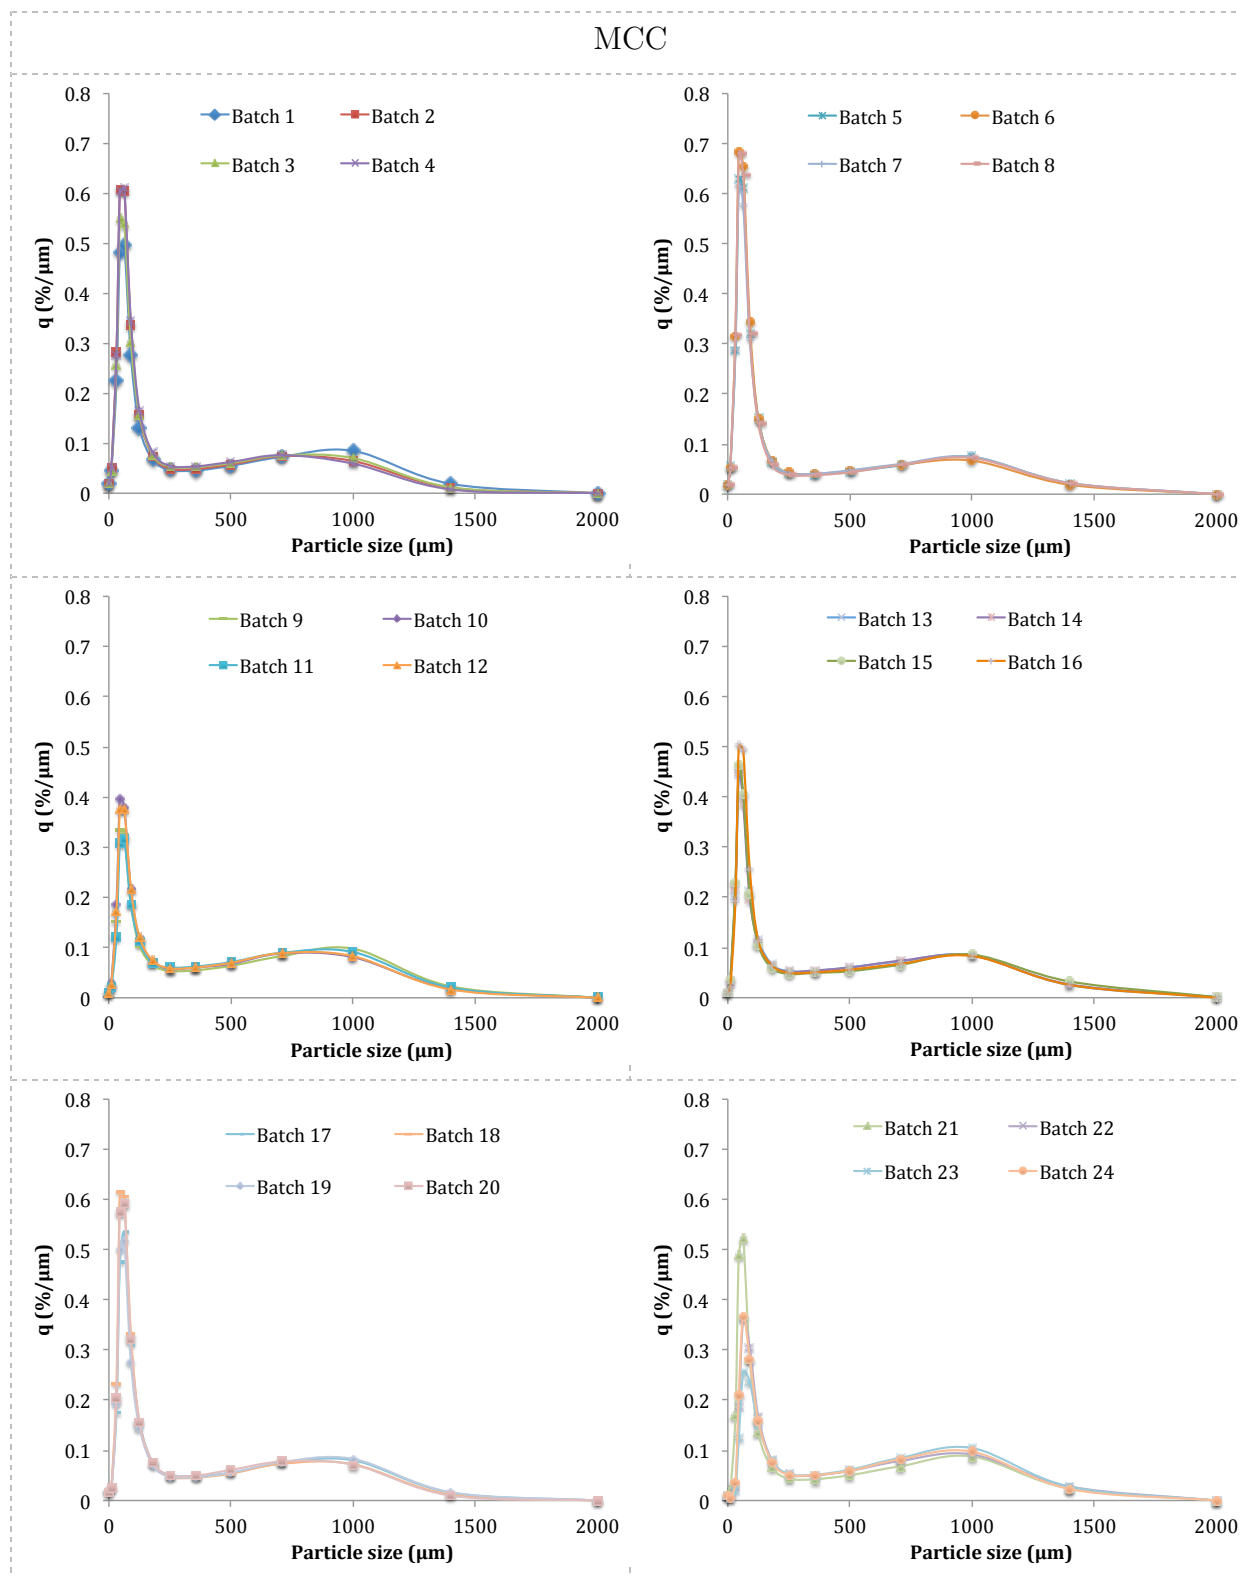 MCC
0.8
0.7
0.6
0.5
0.4
0.3
0.2
0.1
0
q (%/µm)
Batch 1 Batch 2
Batch 3 Batch 4
0 500 1000 1500 2000
Particle size (µm)
0.8
0.7
0.6
0.5
0.4
0.3
0.2
0.1
0
q (%/µm)
Batch 5 Batch 6
Batch 7 Batch 8
0 500 1000 1500 2000
Particle size (µm)
0.8
0.7
0.6
0.5
0.4
0.3
0.2
0.1
0
q (%/µm)
Batch 9 Batch 10
Batch 11 Batch 12
0 500 1000 1500 2000
Particle size (µm)
0.8
0.7
0.6
0.5
0.4
0.3
0.2
0.1
0
q (%/µm)
Batch 13 Batch 14
Batch 15 Batch 16
0 500 1000 1500 2000
Particle size (µm)
0.8
0.7
0.6
0.5
0.4
0.3
0.2
0.1
0
q (%/µm)
Batch 17 Batch 18
Batch 19 Batch 20
0 500 1000 1500 2000
Particle size (µm)
0.8
0.7
0.6
0.5
0.4
0.3
0.2
0.1
0
q (%/µm)
Batch 21 Batch 22
Batch 23 Batch 24
0 500 1000 1500 2000
Particle size (µm)